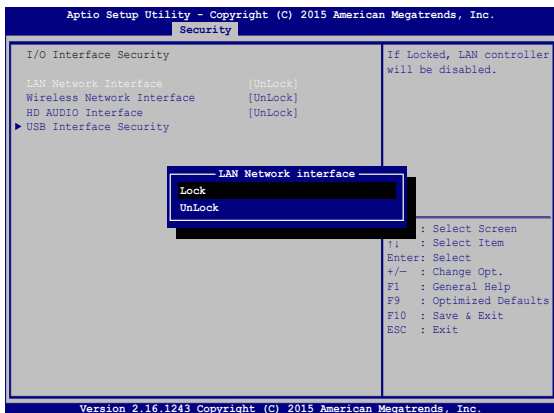 Aptio Setup Utility - Copyright (C) 2015 American Megatrends, Inc.
Security
I/O Interface Security
LAN Network Interface [UnLock]
Wireless Network Interface [UnLock]
HD AUDIO Interface [UnLock]
▶ USB Interface Security
If Locked, LAN controller
will be disabled.
LAN Network interface
Lock
UnLock
: Select Screen
↑↓ : Select Item
Enter: Select
+/— : Change Opt.
F1 : General Help
F9 : Optimized Defaults
F10 : Save & Exit
ESC : Exit
Version 2.16.1243 Copyright (C) 2015 American Megatrends, Inc.